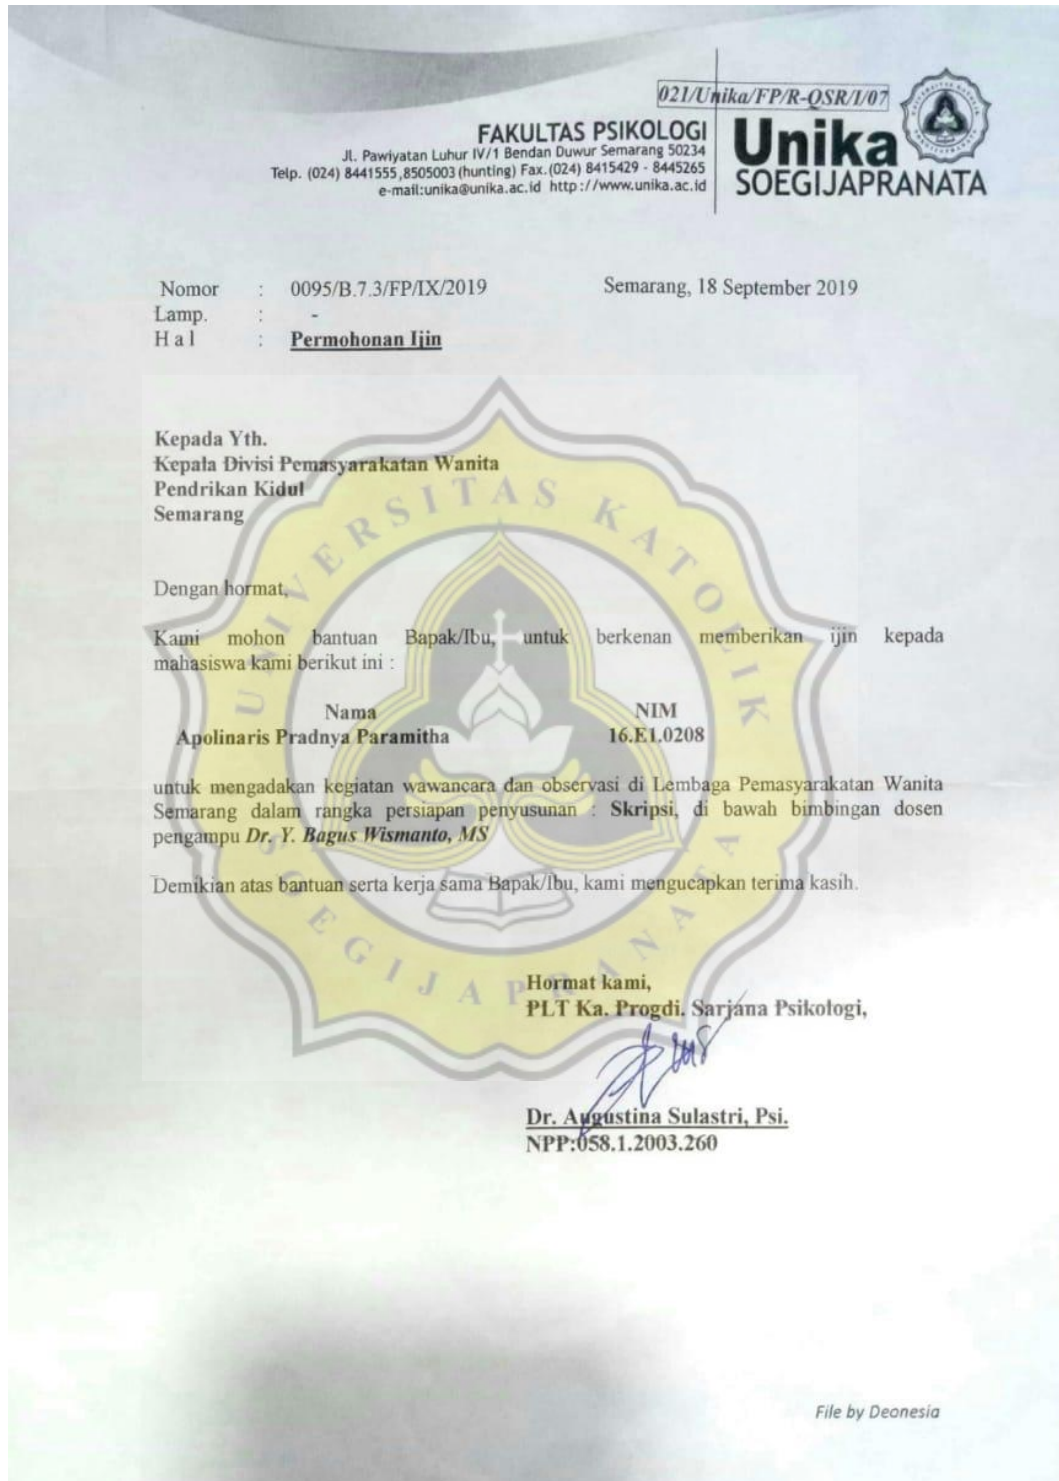 021/Unika/FP/R-QSR/I/07
FAKULTAS PSIKOLOGI
Jl. Pawiyatan Luhur IV/1 Bendan Duwur Semarang 50234
Telp. (024) 8441555,8505003 (hunting) Fax.(024) 8415429 - 8445265
e-mail:unika@unika.ac.id http://www.unika.ac.id
Unika
SOEGIJAPRANATA
Nomor : 0095/B.7.3/FP/IX/2019 Semarang, 18 September 2019
Lamp. : -
H a l : Permohonan Ijin
Kepada Yth.
Kepala Divisi Pemasyarakatan Wanita
Pendrikan Kidul
Semarang
Dengan hormat,
Kami mohon bantuan Bapak/Ibu, untuk berkenan memberikan ijin kepada
mahasiswa kami berikut ini :
Nama NIM
Apolinaris Pradnya Paramitha 16.E1.0208
untuk mengadakan kegiatan wawancara dan observasi di Lembaga Pemasyarakatan Wanita
Semarang dalam rangka persiapan penyusunan : Skripsi, di bawah bimbingan dosen
pengampu Dr. Y. Bagus Wismanto, MS
Demikian atas bantuan serta kerja sama Bapak/Ibu, kami mengucapkan terima kasih.
Hormat kami,
PLT Ka. Progdi. Sarjana Psikologi,
Dr. Augustina Sulastri, Psi.
NPP:058.1.2003.260
File by Deonesia
UNIVERSITAS KATOLIK
SOEGIJAPRANATA